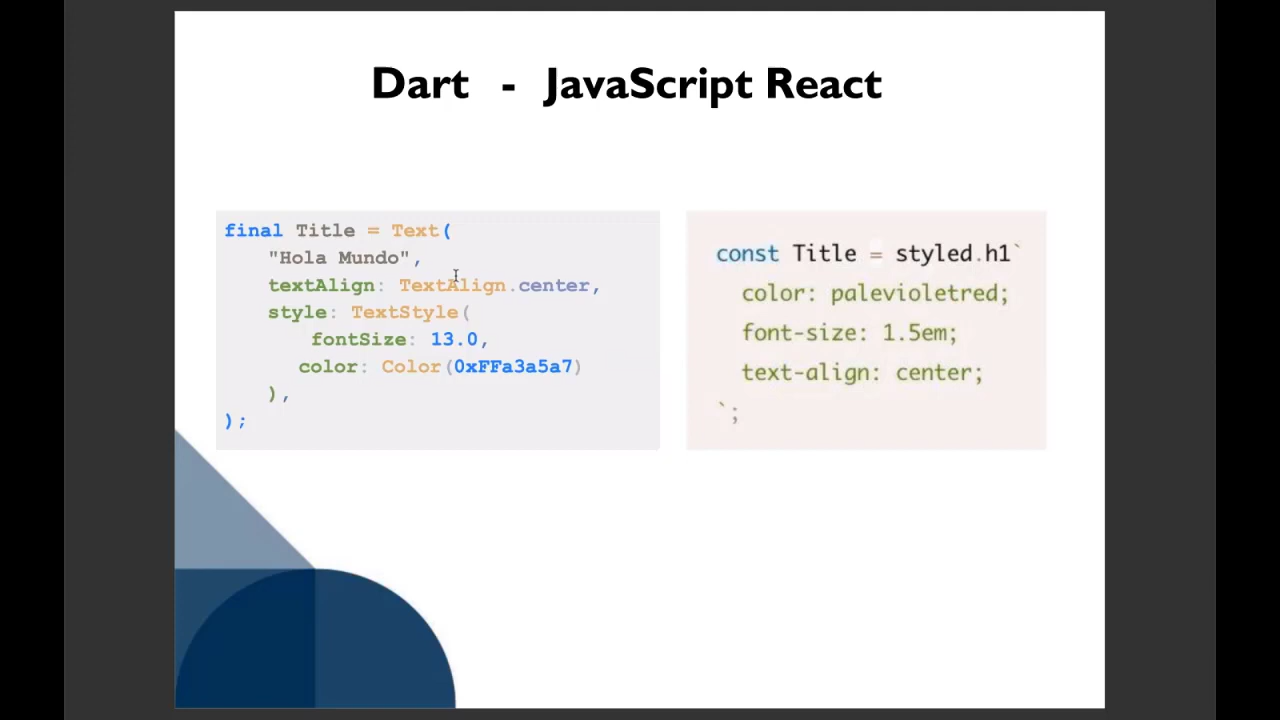 Dart - JavaScript React
final Title = Text(
"Hola Mundo",
textAlign: TextAlign.center,
style: TextStyle(
fontSize: 13.0,
color: Color(0xFFa3a5a7)
),
);
const Title = styled.h1`
color: palevioletred;
font-size: 1.5em;
text-align: center;
`;